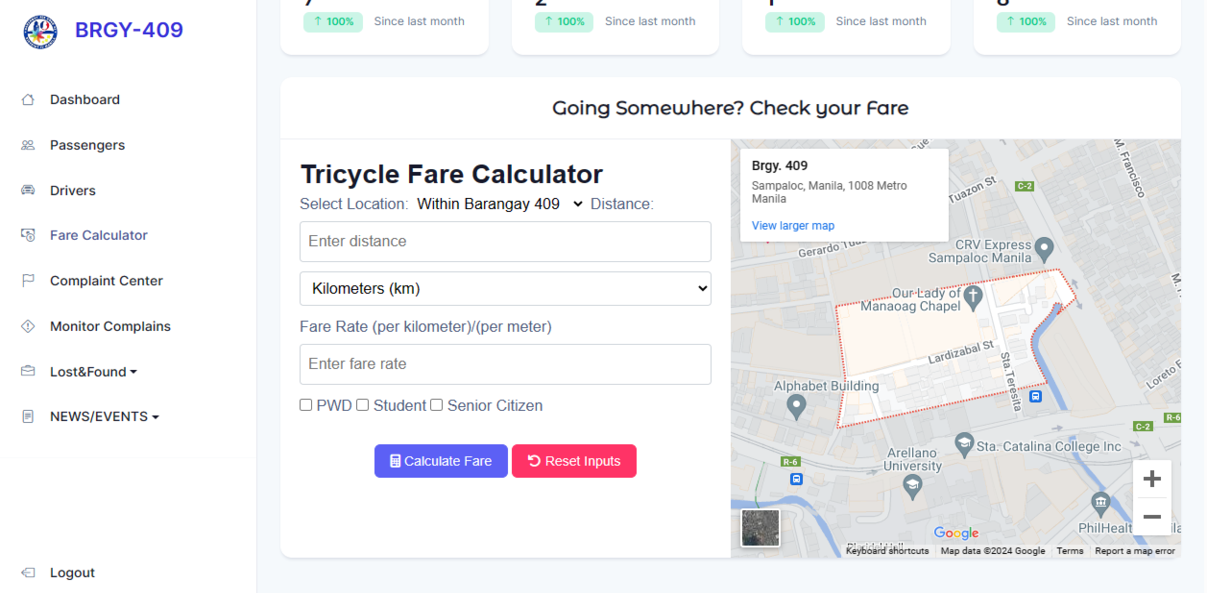 BRGY-409
Dashboard
Passengers
Drivers
Fare Calculator
Complaint Center
Monitor Complains
Lost&Found
NEWS/EVENTS
Logout
↑ 100% Since last month
↑ 100% Since last month
↑ 100% Since last month
↑ 100% Since last month
Going Somewhere? Check your Fare
Tricycle Fare Calculator
Select Location: Within Barangay 409 Distance:
Enter distance
Kilometers (km)
Fare Rate (per kilometer)/(per meter)
Enter fare rate
PWD Student Senior Citizen
Calculate Fare
Reset Inputs
Brgy. 409
Sampaloc, Manila, 1008 Metro
Manila
View larger map
Tuazon St
C-2
M. Francisco
Gerardo
CRV Express
Sampaloc Manila
Our Lady of
Manaoag Chapel
Lardizabal St
Sta. Teresita
Loreto
Alphabet Building
R-6
C-2
Arellano
University
Sta. Catalina College Inc
R-6
Google
Keyboard shortcuts
Map data ©2024 Google
Terms
Report a map error